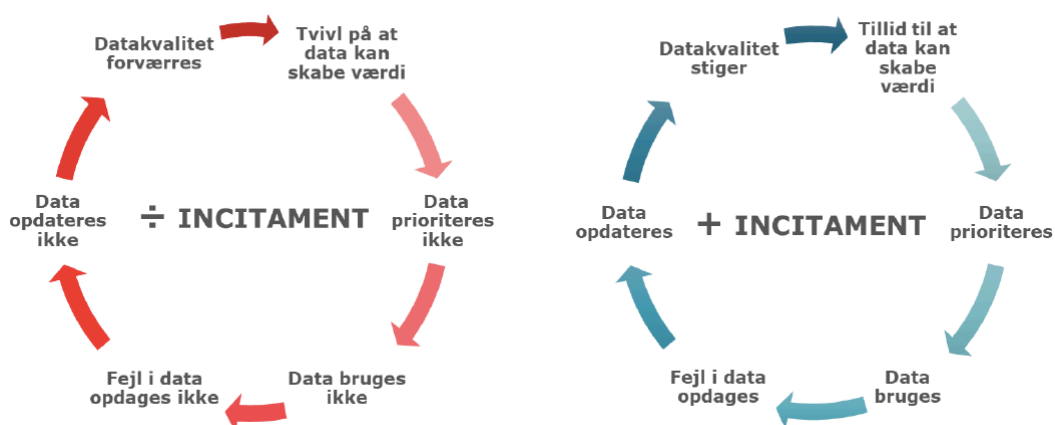 Datakvalitet
forværres
Tvivl på at
data kan
skabe værdi
Data
prioriteres
ikke
Data bruges
ikke
Fejl i data
opdages ikke
Data
opdateres
ikke
÷ INCITAMENT
Datakvalitet
stiger
Tillid til at
data kan
skabe
værdi
Data
prioriteres
Data
bruges
Fejl i data
opdages
Data
opdateres
+ INCITAMENT